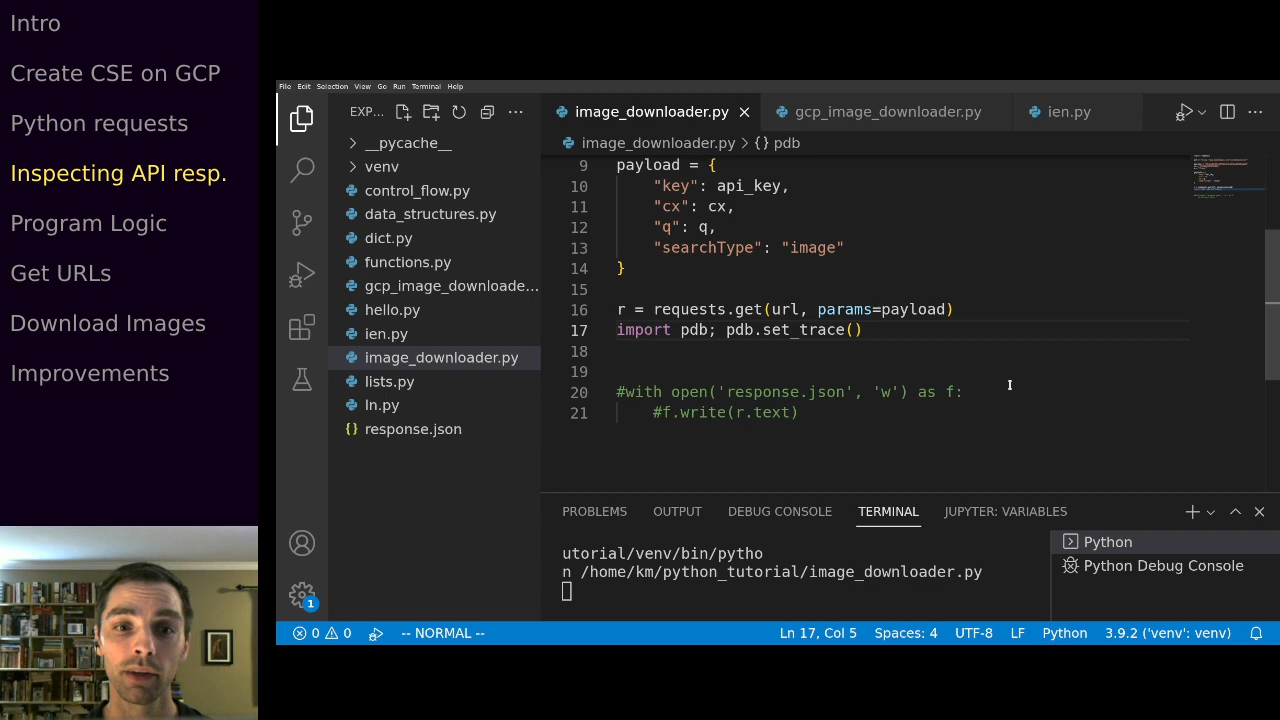 Intro
Create CSE on GCP
Python requests
Inspecting API resp.
Program Logic
Get URLs
Download Images
Improvements
File Edit Selection View Go Run Terminal Help
EXP...
__pycache__
venv
control_flow.py
data_structures.py
dict.py
functions.py
gcp_image_downloade...
hello.py
ien.py
image_downloader.py
lists.py
ln.py
response.json
1
image_downloader.py
gcp_image_downloader.py
ien.py
image_downloader.py > {} pdb
9 payload = {
10 "key": api_key,
11 "cx": cx,
12 "q": q,
13 "searchType": "image"
14 }
15
16 r = requests.get(url, params=payload)
17 import pdb; pdb.set_trace()
18
19
20 #with open('response.json', 'w') as f:
21 #f.write(r.text)
PROBLEMS OUTPUT DEBUG CONSOLE TERMINAL JUPYTER: VARIABLES
utorial/venv/bin/pytho
n /home/km/python_tutorial/image_downloader.py
Python
Python Debug Console
0 0 -- NORMAL -- Ln 17, Col 5 Spaces: 4 UTF-8 LF Python 3.9.2 ('venv': venv)